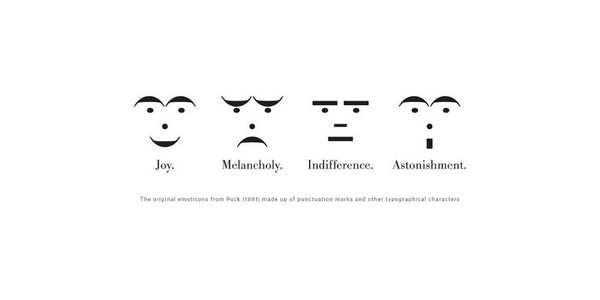 Joy. Melancholy. Indifference. Astonishment.
The original emoticons from Puck (1881) made up of punctuation marks and other typographical characters